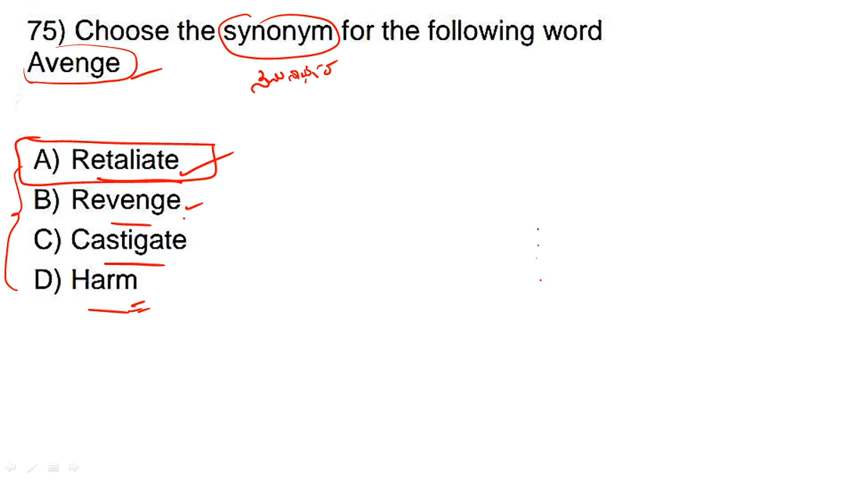 75) Choose the synonym for the following word
Avenge
A) Retaliate
B) Revenge
C) Castigate
D) Harm